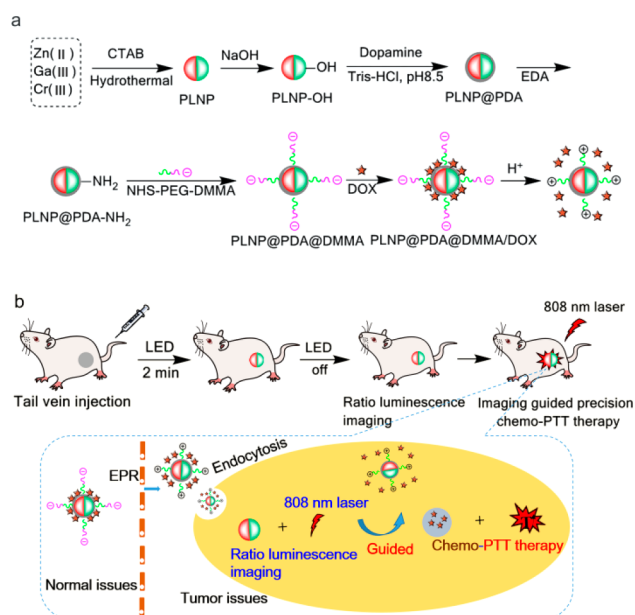 a
Zn(II)
Ga(III)
Cr(III)
CTAB
Hydrothermal
PLNP
NaOH
OH
PLNP-OH
Dopamine
Tris-HCl, pH8.5
PLNP@PDA
EDA
NH2
PLNP@PDA-NH2
NHS-PEG-DMMA
PLNP@PDA@DMMA
DOX
PLNP@PDA@DMMA/DOX
H+
b
Tail vein injection
LED
2 min
LED
off
Ratio luminescence
imaging
808 nm laser
Imaging guided precision
chemo-PTT therapy
EPR
Endocytosis
Normal issues
Tumor issues
+
808 nm laser
Ratio luminescence
imaging
Guided
+
Chemo-PTT therapy